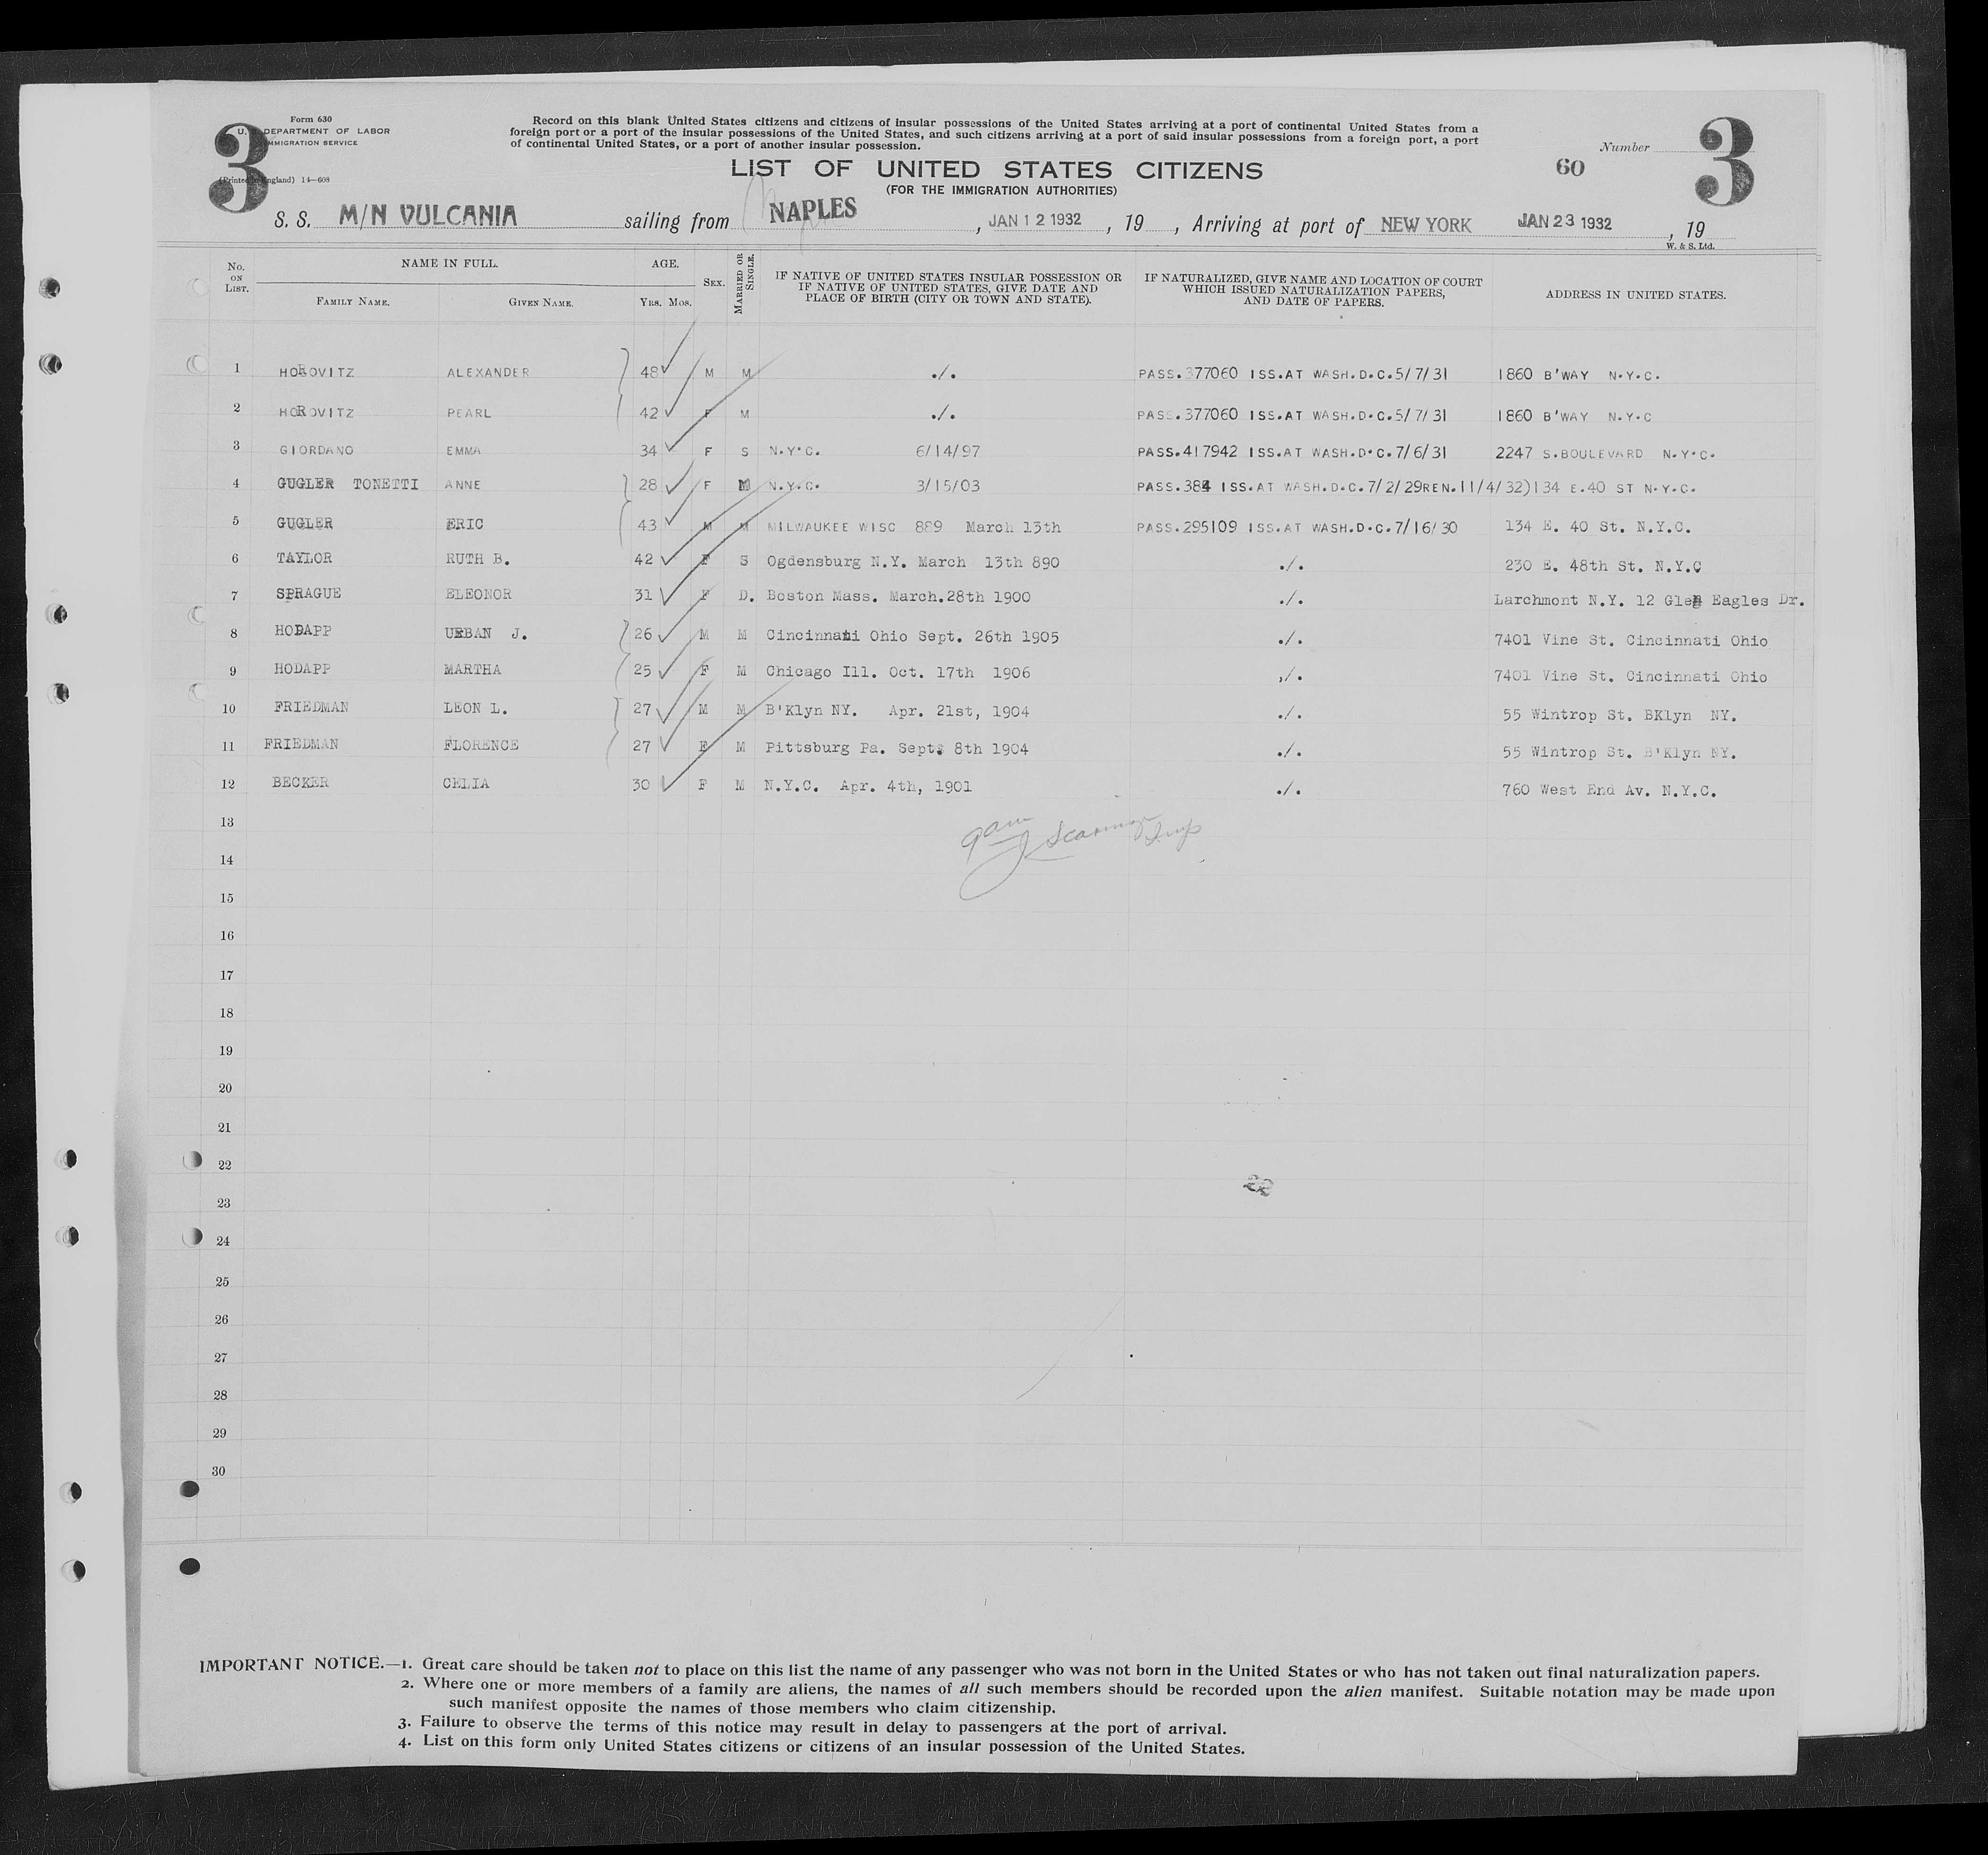 3
Form 630
U. S. DEPARTMENT OF LABOR
IMMIGRATION SERVICE
(Printed in England) 14—608
Record on this blank United States citizens and citizens of insular possessions of the United States arriving at a port of continental United States from a
foreign port or a port of the insular possessions of the United States, and such citizens arriving at a port of said insular possessions from a foreign port, a port
of continental United States, or a port of another insular possession.
LIST OF UNITED STATES CITIZENS
(FOR THE IMMIGRATION AUTHORITIES)
60
Number
3
S. S. M/N VULCANIA sailing from NAPLES, JAN 12 1932, 19 , Arriving at port of NEW YORK JAN 23 1932, 19
W. & S. Ltd.
No. ON LIST. NAME IN FULL. FAMILY NAME. GIVEN NAME. AGE. YRS. MOS. SEX. MARRIED OR SINGLE. IF NATIVE OF UNITED STATES INSULAR POSSESSION OR IF NATIVE OF UNITED STATES, GIVE DATE AND PLACE OF BIRTH (CITY OR TOWN AND STATE). IF NATURALIZED, GIVE NAME AND LOCATION OF COURT WHICH ISSUED NATURALIZATION PAPERS, AND DATE OF PAPERS. ADDRESS IN UNITED STATES.
1 HOROVITZ ALEXANDER 48 M M ./. PASS.377060 ISS.AT WASH.D.C.5/7/31 1860 B'WAY N.Y.C.
2 HOROVITZ PEARL 42 F M ./. PASS.377060 ISS.AT WASH.D.C.5/7/31 1860 B'WAY N.Y.C
3 GIORDANO EMMA 34 F S N.Y.C. 6/14/97 PASS.417942 ISS.AT WASH.D.C.7/6/31 2247 S.BOULEVARD N.Y.C.
4 GUGLER TONETTI ANNE 28 F M N.Y.C. 3/15/03 PASS.384 ISS.AT WASH.D.C.7/2/29REN.11/4/32)134 E.40 ST N.Y.C.
5 GUGLER ERIC 43 M M MILWAUKEE WISC 889 March 13th PASS.295109 ISS.AT WASH.D.C.7/16/30 134 E. 40 St. N.Y.C.
6 TAYLOR RUTH B. 42 F S Ogdensburg N.Y. March 13th 890 ./. 230 E. 48th St. N.Y.C
7 SPRAGUE ELEONOR 31 F D. Boston Mass. March.28th 1900 ./. Larchmont N.Y. 12 Glen Eagles Dr.
8 HODAPP URBAN J. 26 M M Cincinnati Ohio Sept. 26th 1905 ./. 7401 Vine St. Cincinnati Ohio
9 HODAPP MARTHA 25 F M Chicago Ill. Oct. 17th 1906 ,/. 7401 Vine St. Cincinnati Ohio
10 FRIEDMAN LEON L. 27 M M B'Klyn NY. Apr. 21st, 1904 ./. 55 Wintrop St. BKlyn NY.
11 FRIEDMAN FLORENCE 27 F M Pittsburg Pa. Sept. 8th 1904 ./. 55 Wintrop St. B'Klyn NY.
12 BECKER CELIA 30 F M N.Y.C. Apr. 4th, 1901 ./. 760 West End Av. N.Y.C.
13
14
15
16
17
18
19
20
21
22
22
23
24
25
26
27
28
29
30
IMPORTANT NOTICE.—1. Great care should be taken not to place on this list the name of any passenger who was not born in the United States or who has not taken out final naturalization papers.
2. Where one or more members of a family are aliens, the names of all such members should be recorded upon the alien manifest. Suitable notation may be made upon
such manifest opposite the names of those members who claim citizenship.
3. Failure to observe the terms of this notice may result in delay to passengers at the port of arrival.
4. List on this form only United States citizens or citizens of an insular possession of the United States.